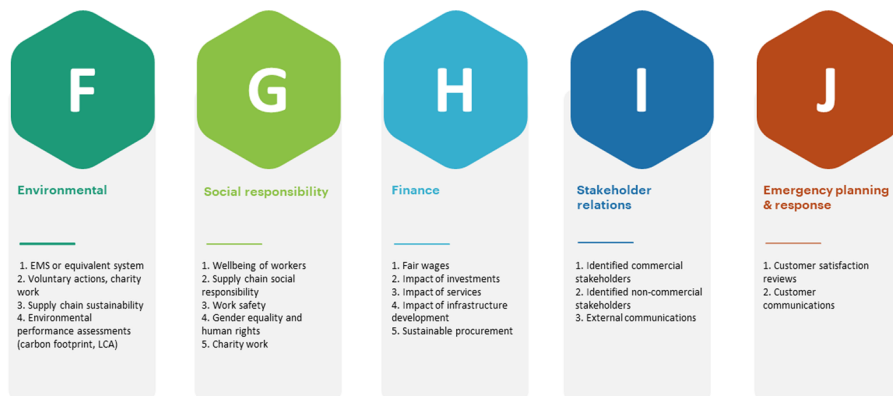 F
Environmental
1. EMS or equivalent system
2. Voluntary actions, charity
work
3. Supply chain sustainability
4. Environmental
performance assessments
(carbon footprint, LCA)
G
Social responsibility
1. Wellbeing of workers
2. Supply chain social
responsibility
3. Work safety
4. Gender equality and
human rights
5. Charity work
H
Finance
1. Fair wages
2. Impact of investments
3. Impact of services
4. Impact of infrastructure
development
5. Sustainable procurement
I
Stakeholder
relations
1. Identified commercial
stakeholders
2. Identified non-commercial
stakeholders
3. External communications
J
Emergency planning
& response
1. Customer satisfaction
reviews
2. Customer
communications